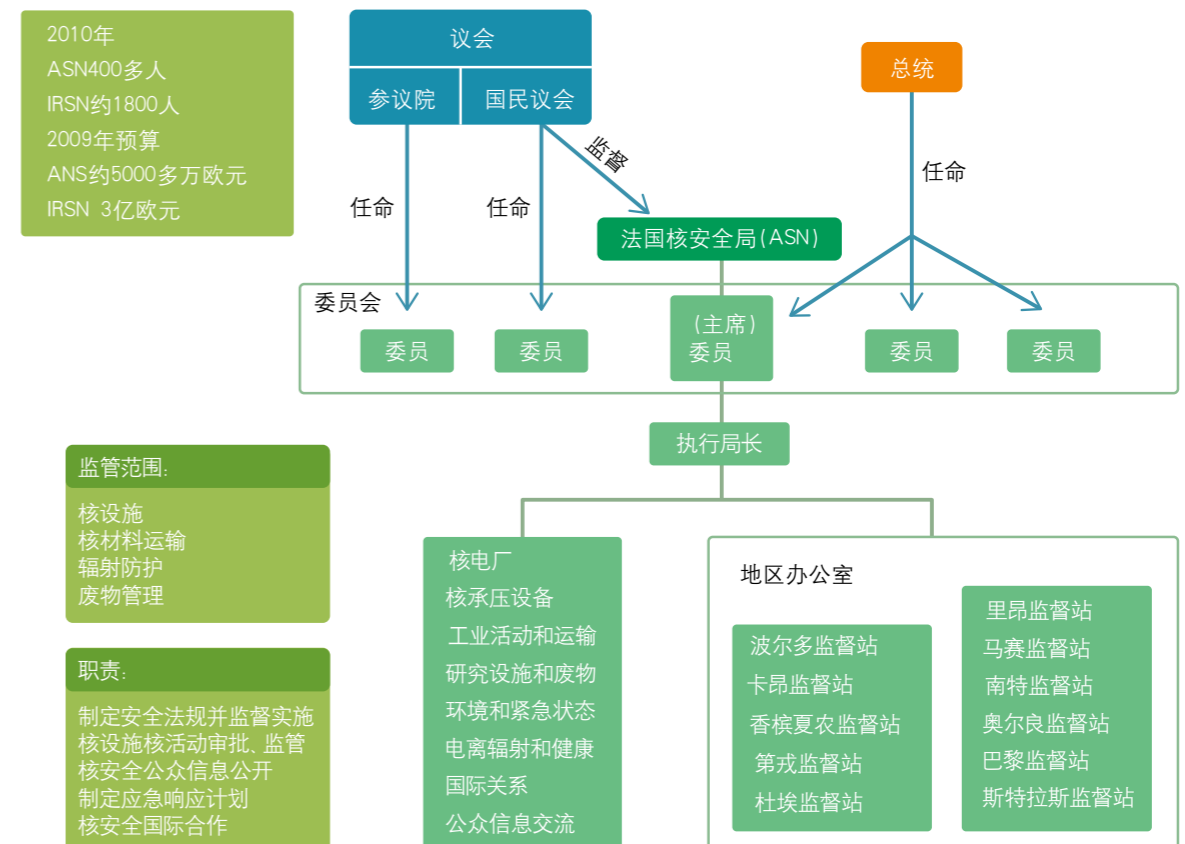 2010年
ASN400多人
IRSN约1800人
2009年预算
ANS约5000多万欧元
IRSN 3亿欧元
议会
参议院
国民议会
总统
监督
任命
任命
任命
法国核安全局(ASN)
委员会
委员
委员
(主席)
委员
委员
委员
执行局长
监管范围:
核设施
核材料运输
辐射防护
废物管理
职责:
制定安全法规并监督实施
核设施核活动审批、监管
核安全公众信息公开
制定应急响应计划
核安全国际合作
核电厂
核承压设备
工业活动和运输
研究设施和废物
环境和紧急状态
电离辐射和健康
国际关系
公众信息交流
地区办公室
波尔多监督站
卡昂监督站
香槟夏农监督站
第戎监督站
杜埃监督站
里昂监督站
马赛监督站
南特监督站
奥尔良监督站
巴黎监督站
斯特拉斯监督站